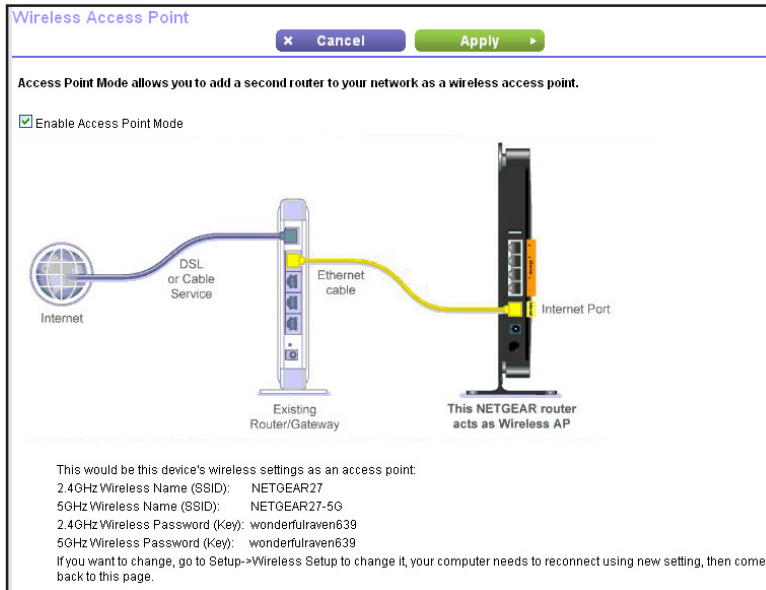 Wireless Access Point
Cancel
Apply
Access Point Mode allows you to add a second router to your network as a wireless access point.
Enable Access Point Mode
DSL
or Cable
Service
Ethernet
cable
Internet
Internet Port
Existing
Router/Gateway
This NETGEAR router
acts as Wireless AP
This would be this device's wireless settings as an access point:
2.4GHz Wireless Name (SSID): NETGEAR27
5GHz Wireless Name (SSID): NETGEAR27-5G
2.4GHz Wireless Password (Key): wonderfulraven639
5GHz Wireless Password (Key): wonderfulraven639
If you want to change, go to Setup->Wireless Setup to change it, your computer needs to reconnect using new setting, then come
back to this page.